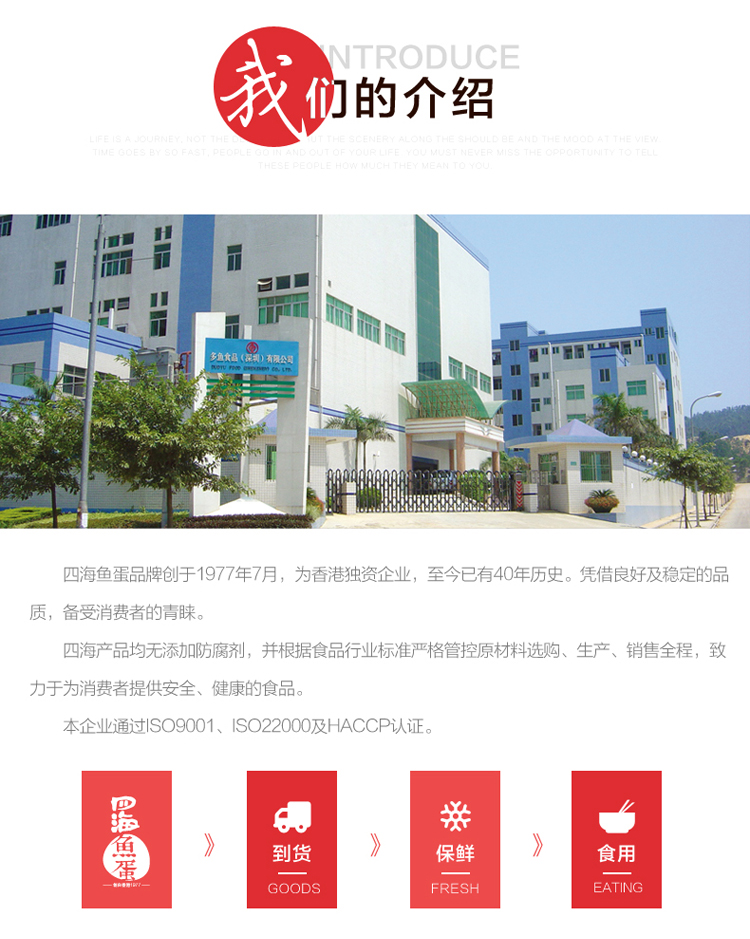 INTRODUCE
我们的介绍
LIFE IS A JOURNEY, NOT THE
BUT THE SCENERY ALONG THE SHOULD BE AND THE MOOD AT THE VIEW.
TIME GOES BY SO FAST, PEOPLE GO IN AND OUT OF YOUR LIFE. YOU MUST NEVER MISS THE OPPORTUNITY TO TELL
THESE PEOPLE HOW MUCH THEY MEAN TO YOU
多鱼食品（深圳）有限公司
四海鱼蛋品牌创于1977年7月，为香港独资企业，至今已有40年历史。凭借良好及稳定的品
质，备受消费者的青睐。
四海产品均无添加防腐剂，并根据食品行业标准严格管控原材料选购、生产、销售全程，致
力于为消费者提供安全、健康的食品。
本企业通过ISO9001、ISO22000及HACCP认证。
四海
鱼蛋
到货
GOODS
保鲜
FRESH
食用
EATING